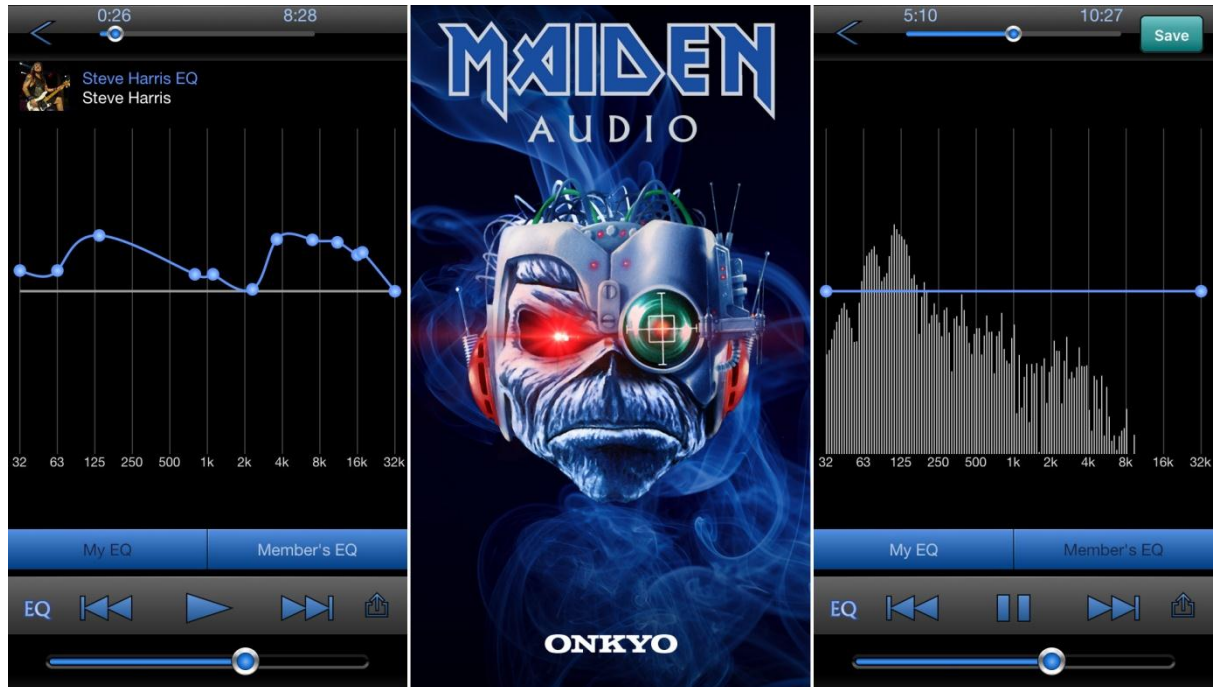 0:26 8:28
Steve Harris EQ
Steve Harris
32 63 125 250 500 1k 2k 4k 8k 16k 32k
My EQ Member's EQ
EQ
MAIDEN
AUDIO
ONKYO
5:10 10:27
Save
32 63 125 250 500 1k 2k 4k 8k 16k 32k
My EQ Member's EQ
EQ